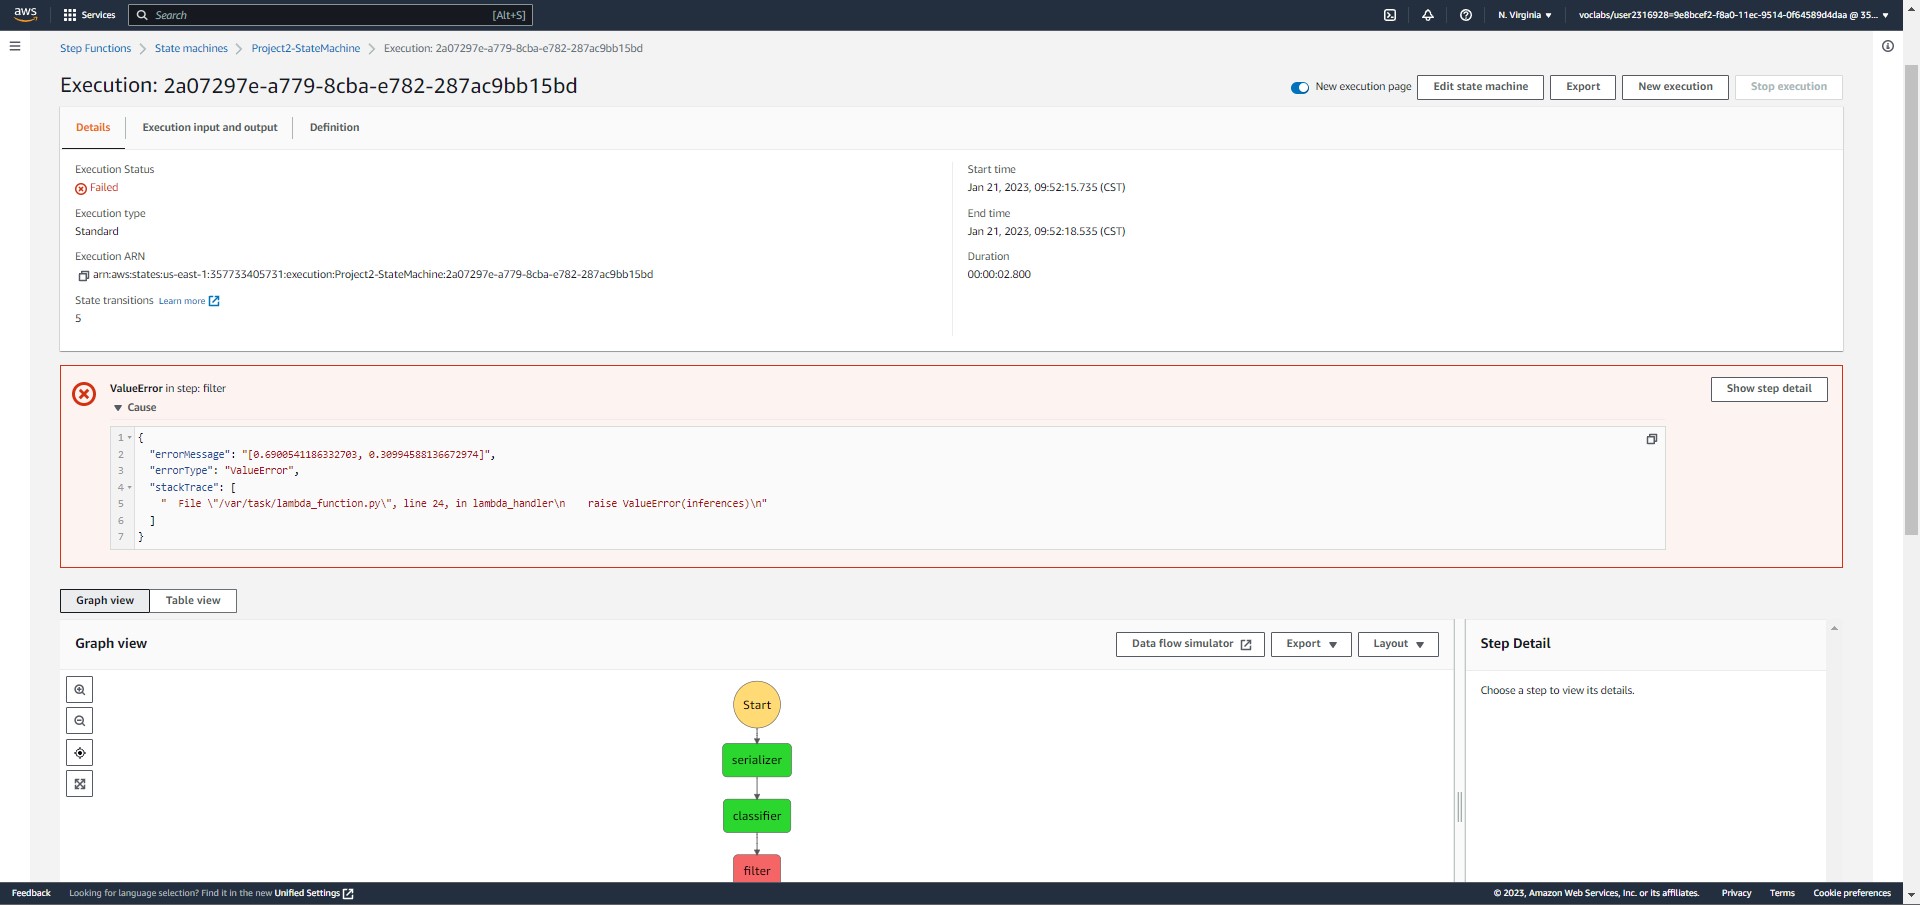 aws Services Search [Alt+S] N. Virginia voclabs/user2316928=9e8bcef2-f8a0-11ec-9514-0f64589d4daa @ 35...
Step Functions State machines Project2-StateMachine Execution: 2a07297e-a779-8cba-e782-287ac9bb15bd
Execution: 2a07297e-a779-8cba-e782-287ac9bb15bd
New execution page Edit state machine Export New execution Stop execution
Details Execution input and output Definition
Execution Status
Failed
Execution type
Standard
Execution ARN
arn:aws:states:us-east-1:357733405731:execution:Project2-StateMachine:2a07297e-a779-8cba-e782-287ac9bb15bd
State transitions Learn more
5
Start time
Jan 21, 2023, 09:52:15.735 (CST)
End time
Jan 21, 2023, 09:52:18.535 (CST)
Duration
00:00:02.800
ValueError in step: filter
Show step detail
Cause
1 {
2 "errorMessage": "[0.6900541186332703, 0.30994588136672974]",
3 "errorType": "ValueError",
4 "stackTrace": [
5 " File \"/var/task/lambda_function.py\", line 24, in lambda_handler\n    raise ValueError(inferences)\n"
6 ]
7 }
Graph view Table view
Graph view
Data flow simulator Export Layout
Start
serializer
classifier
filter
Step Detail
Choose a step to view its details.
Feedback Looking for language selection? Find it in the new Unified Settings © 2023, Amazon Web Services, Inc. or its affiliates. Privacy Terms Cookie preferences